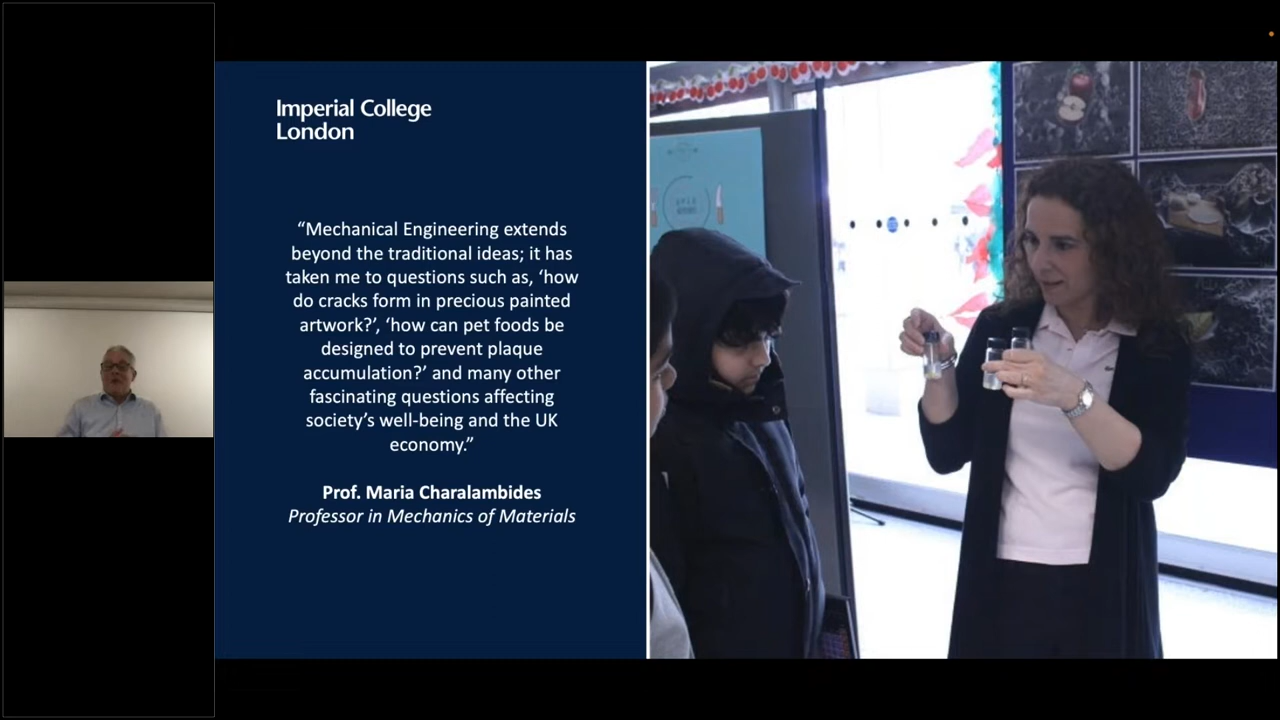 Imperial College
London
“Mechanical Engineering extends
beyond the traditional ideas; it has
taken me to questions such as, ‘how
do cracks form in precious painted
artwork?’, ‘how can pet foods be
designed to prevent plaque
accumulation?’ and many other
fascinating questions affecting
society’s well-being and the UK
economy.”
Prof. Maria Charalambides
Professor in Mechanics of Materials